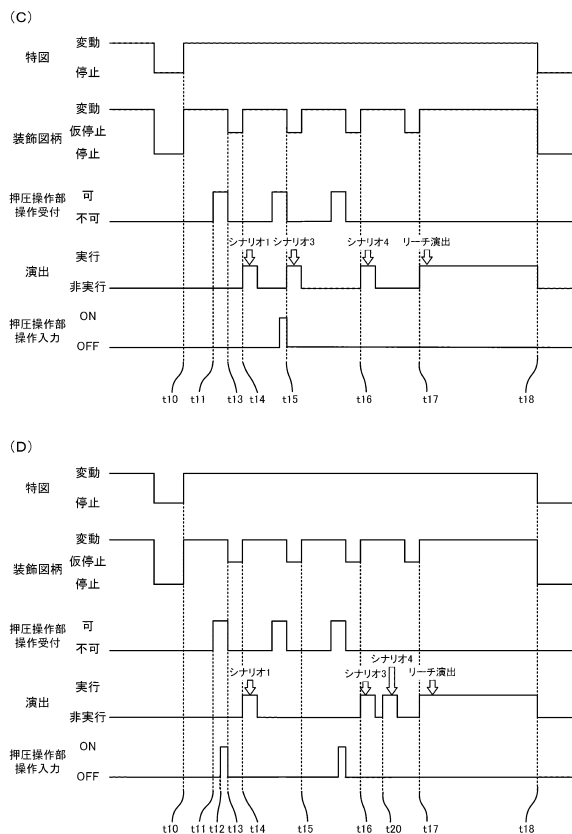 (C)
特図
変動
停止
装飾図柄
変動
仮停止
停止
押圧操作部
操作受付
可
不可
シナリオ1
シナリオ3
シナリオ4
リーチ演出
演出
実行
非実行
押圧操作部
操作入力
ON
OFF
t10 t11 t13 t14 t15 t16 t17 t18
(D)
特図
変動
停止
装飾図柄
変動
仮停止
停止
押圧操作部
操作受付
可
不可
シナリオ1
シナリオ4
シナリオ3
リーチ演出
演出
実行
非実行
押圧操作部
操作入力
ON
OFF
t10 t11 t12 t13 t14 t15 t16 t20 t17 t18